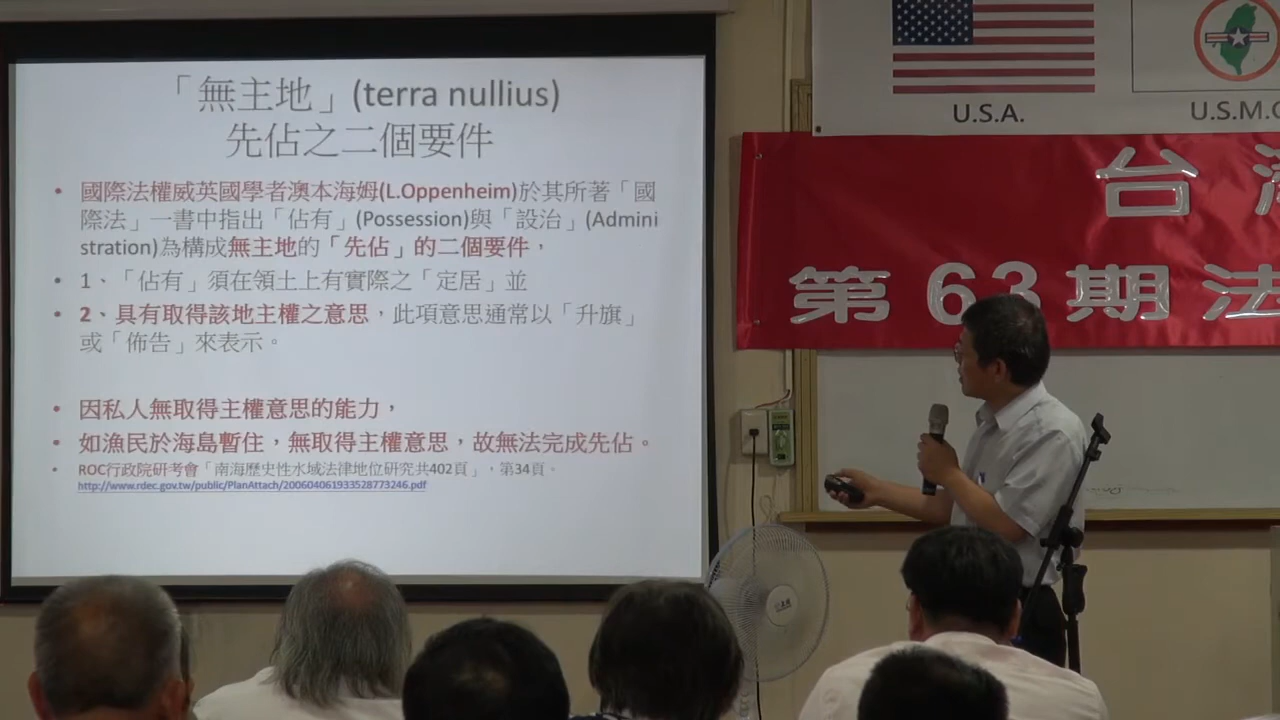 「無主地」(terra nullius)
先佔之二個要件
• 國際法權威英國學者澳本海姆(L.Oppenheim)於其所著「國
際法」一書中指出「佔有」(Possession)與「設治」(Admini
stration)為構成無主地的「先佔」的二個要件，
• 1、「佔有」須在領土上有實際之「定居」並
• 2、具有取得該地主權之意思，此項意思通常以「升旗」
或「佈告」來表示。
• 因私人無取得主權意思的能力，
• 如漁民於海島暫住，無取得主權意思，故無法完成先佔。
• ROC行政院研考會「南海歷史性水域法律地位研究共402頁」，第34頁。
http://www.rdec.gov.tw/public/PlanAttach/200604061933528773246.pdf
U.S.A.
U.S.M.G
台灣
第63期法